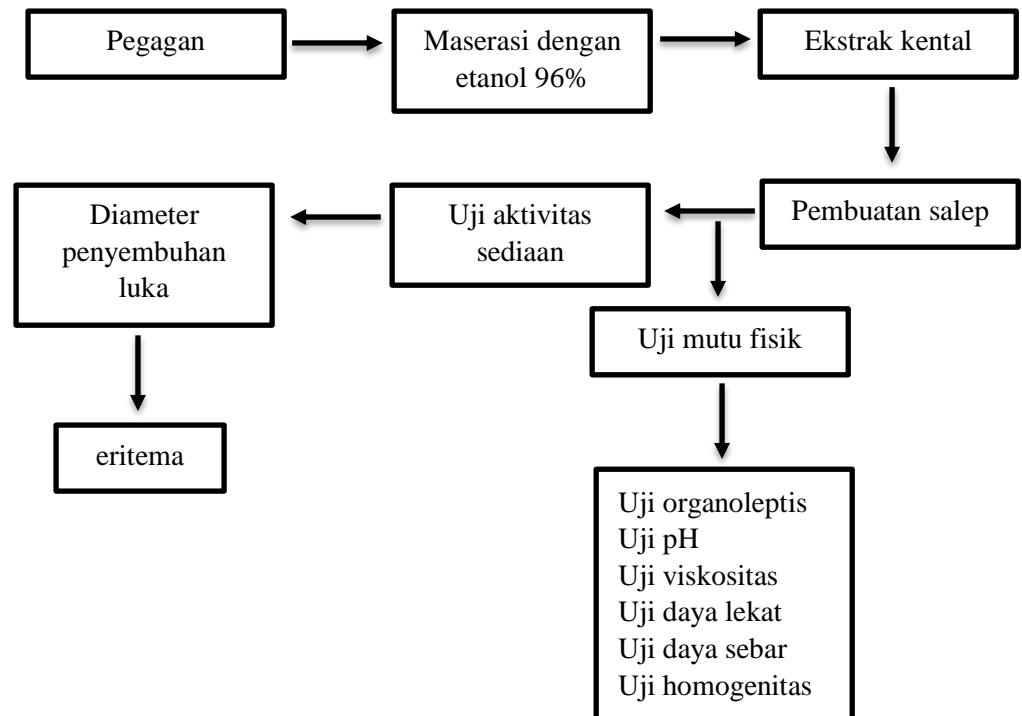 Pegagan
Maserasi dengan
etanol 96%
Ekstrak kental
Pembuatan salep
Uji aktivitas
sediaan
Diameter
penyembuhan
luka
eritema
Uji mutu fisik
Uji organoleptis
Uji pH
Uji viskositas
Uji daya lekat
Uji daya sebar
Uji homogenitas